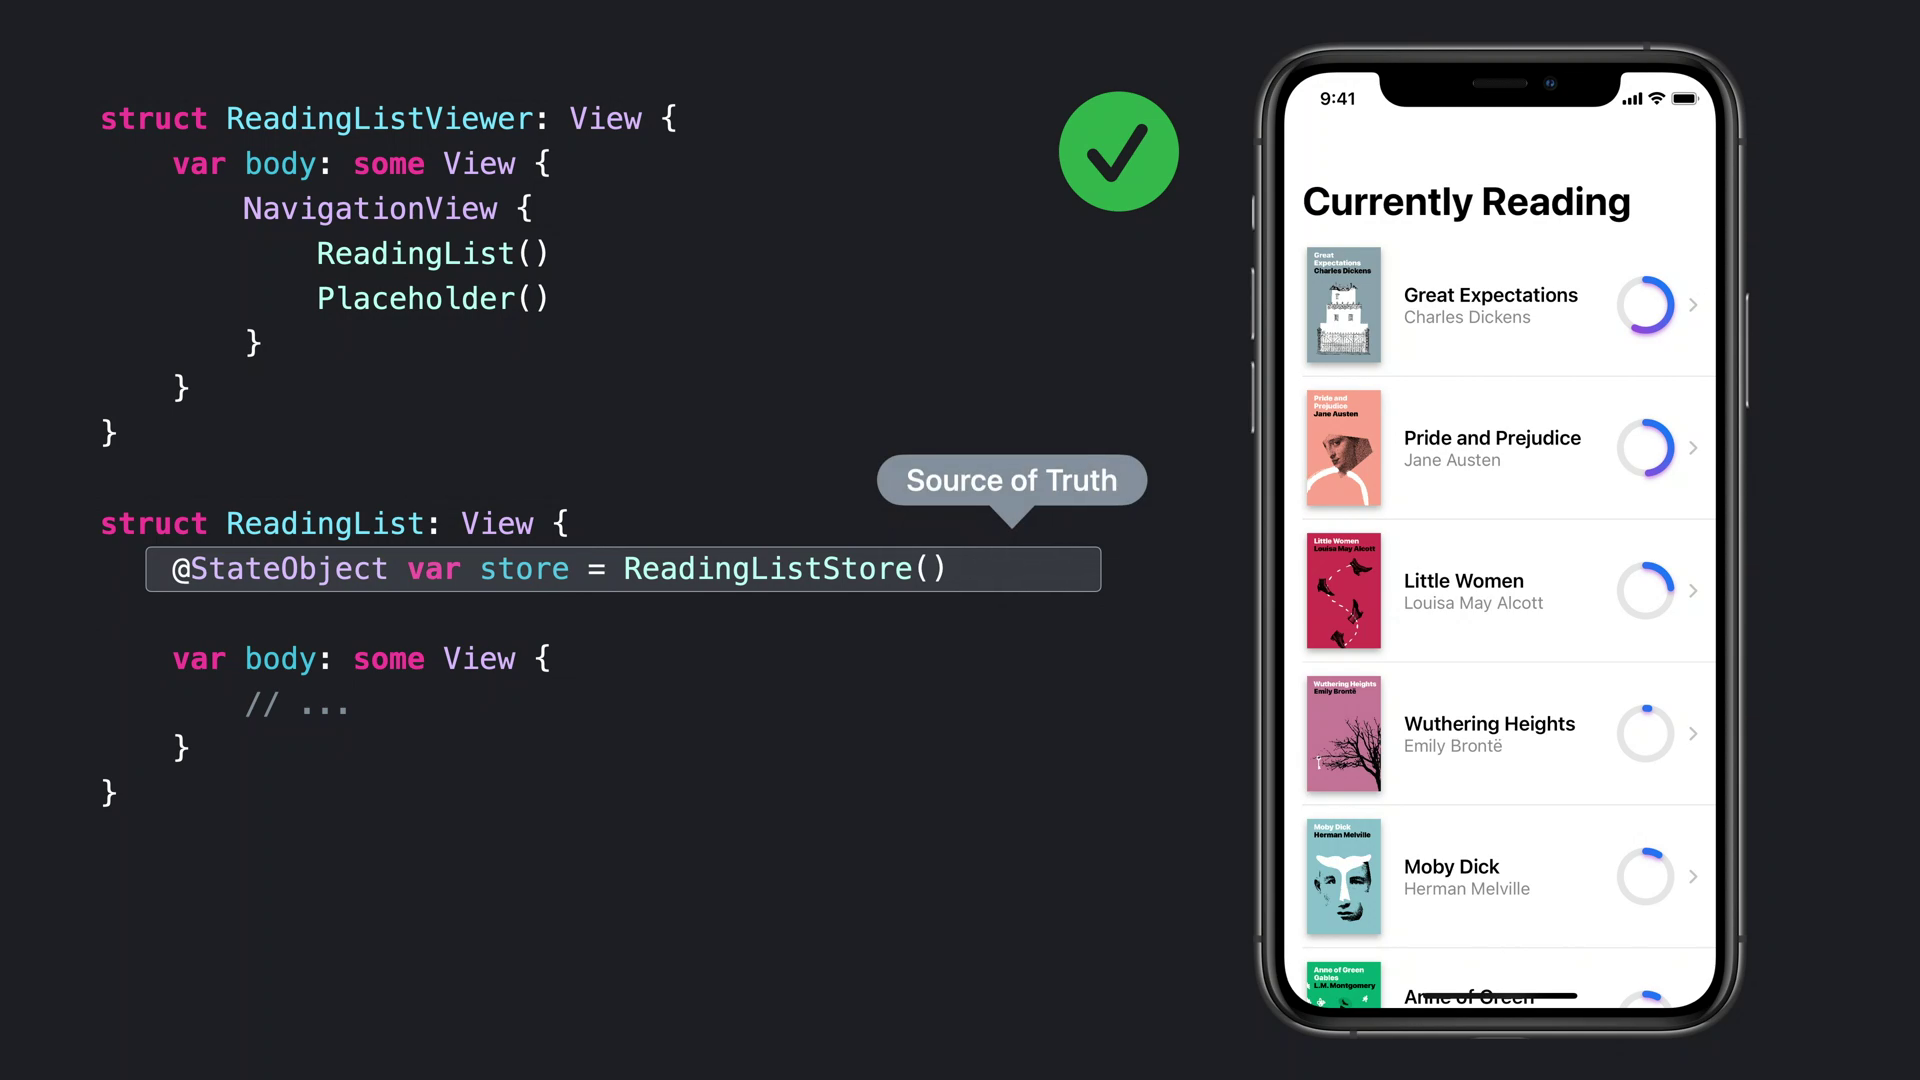 struct ReadingListViewer: View {
    var body: some View {
        NavigationView {
            ReadingList()
            Placeholder()
        }
    }
}
Source of Truth
struct ReadingList: View {
    @StateObject var store = ReadingListStore()
    var body: some View {
        // ...
    }
}
9:41
Currently Reading
Great
Expectations
Charles Dickens
Great Expectations
Charles Dickens
Pride and
Prejudice
Jane Austen
Pride and Prejudice
Jane Austen
Little Women
Louisa May Alcott
Little Women
Louisa May Alcott
Wuthering Heights
Emily Brontë
Wuthering Heights
Emily Brontë
Moby Dick
Herman Melville
Moby Dick
Herman Melville
Anne of Green
Gables
L.M. Montgomery
Anne of Green